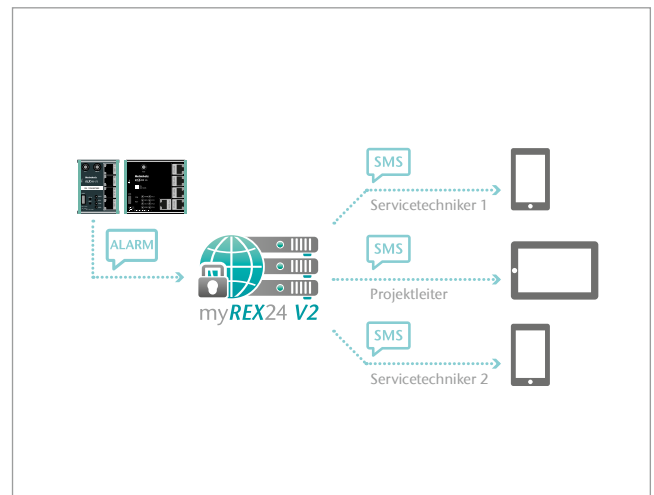 SMS
Servicetechniker 1
ALARM
SMS
Projektleiter
myREX24 V2
SMS
Servicetechniker 2